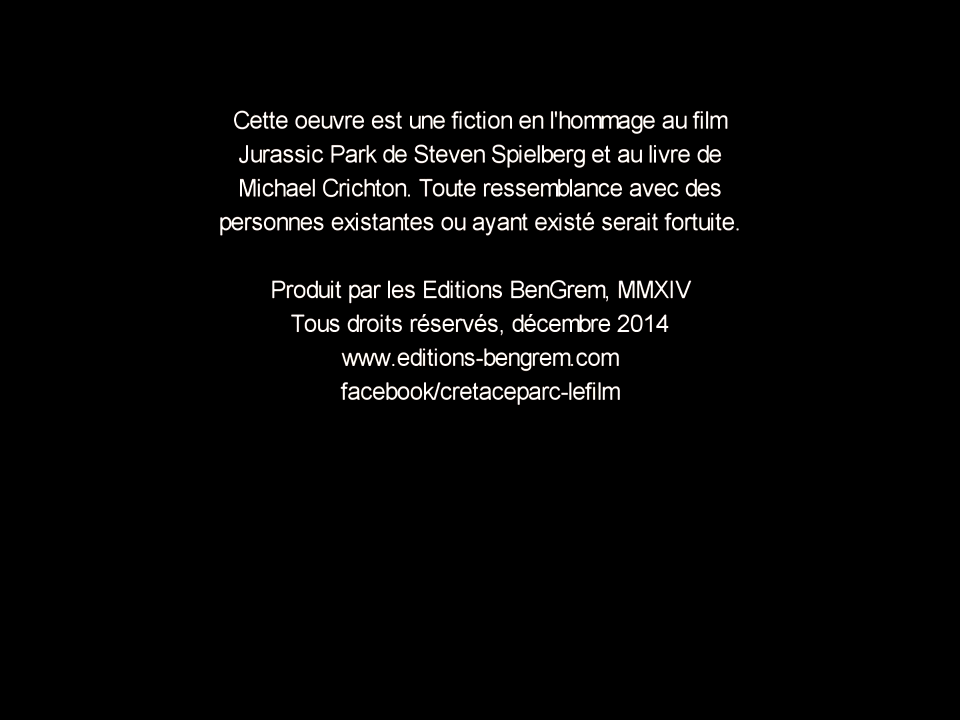 Cette oeuvre est une fiction en l'hommage au film
Jurassic Park de Steven Spielberg et au livre de
Michael Crichton. Toute ressemblance avec des
personnes existantes ou ayant existé serait fortuite.
Produit par les Editions BenGrem, MMXIV
Tous droits réservés, décembre 2014
www.editions-bengrem.com
facebook/cretaceparc-lefilm